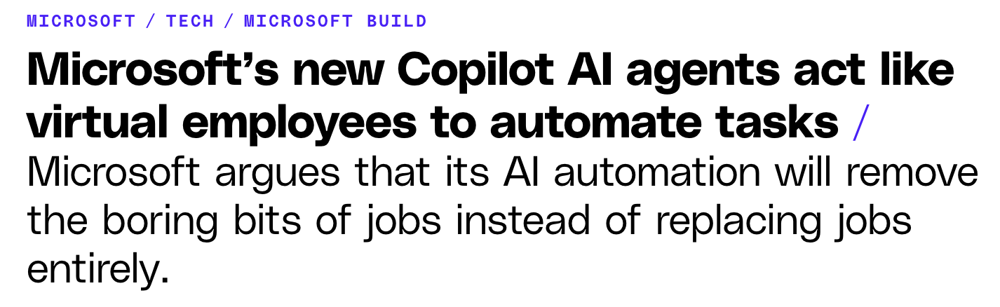 MICROSOFT / TECH / MICROSOFT BUILD
Microsoft’s new Copilot AI agents act like
virtual employees to automate tasks /
Microsoft argues that its AI automation will remove
the boring bits of jobs instead of replacing jobs
entirely.